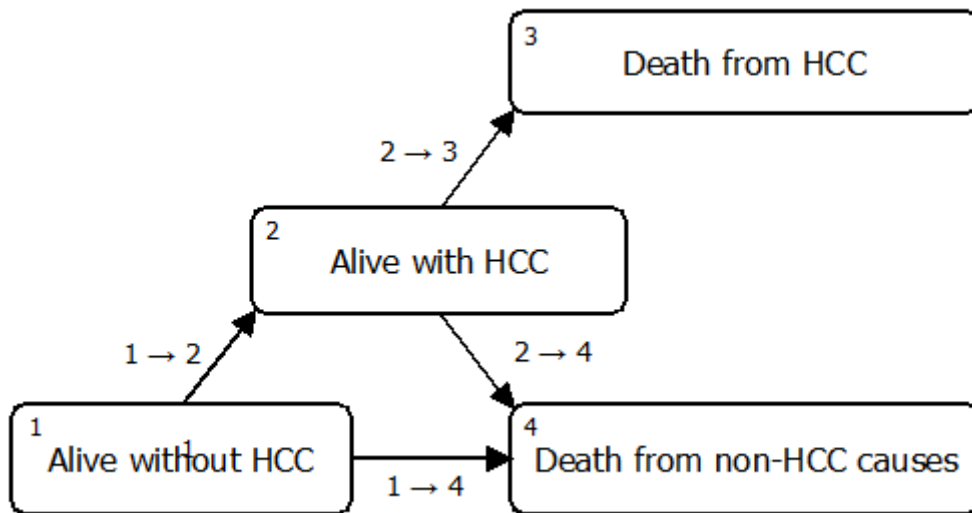 3
Death from HCC
2 → 3
2
Alive with HCC
1 → 2
2 → 4
1
Alive without HCC
1
1 → 4
4
Death from non-HCC causes